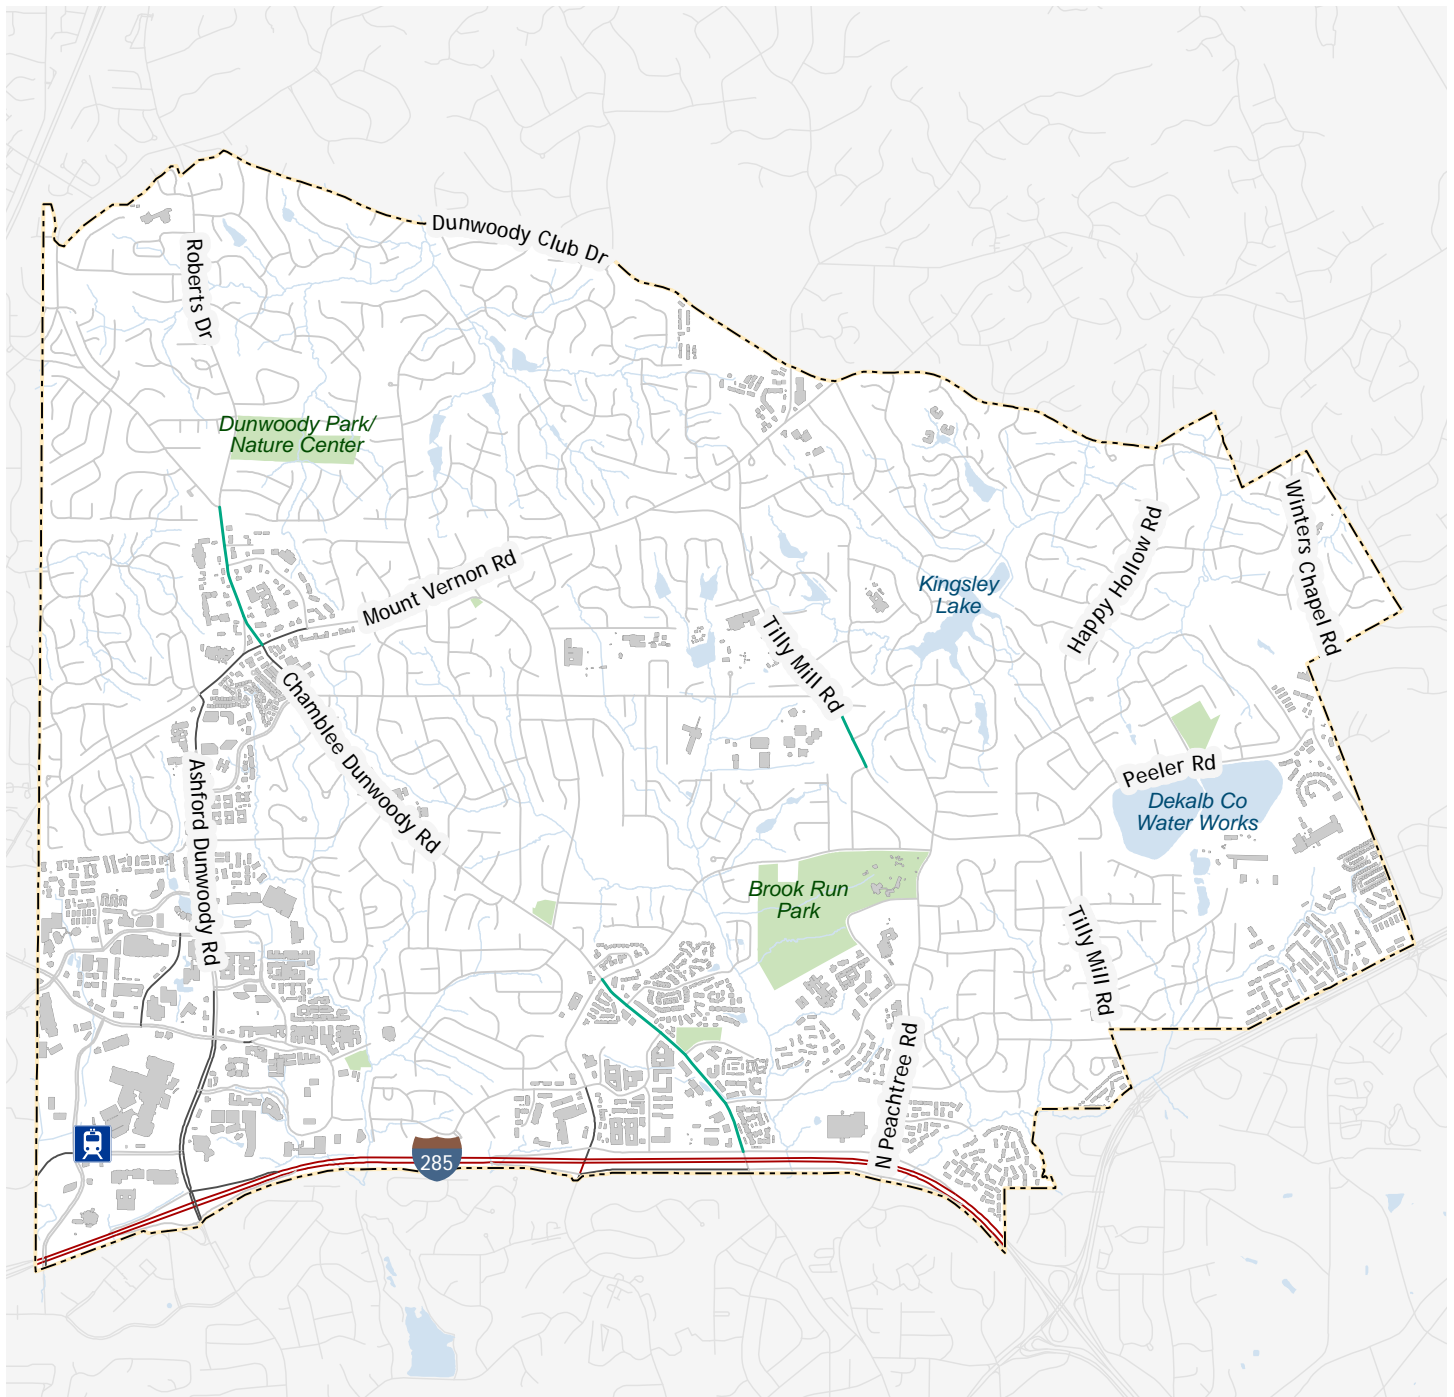 Dunwoody Club Dr
Roberts Dr
Dunwoody Park/
Nature Center
Mount Vernon Rd
Winters Chapel Rd
Happy Hollow Rd
Kingsley
Lake
Tilly Mill Rd
Chamblee Dunwoody Rd
Ashford Dunwoody Rd
Peeler Rd
Dekalb Co
Water Works
Brook Run
Park
Tilly Mill Rd
N Peachtree Rd
285